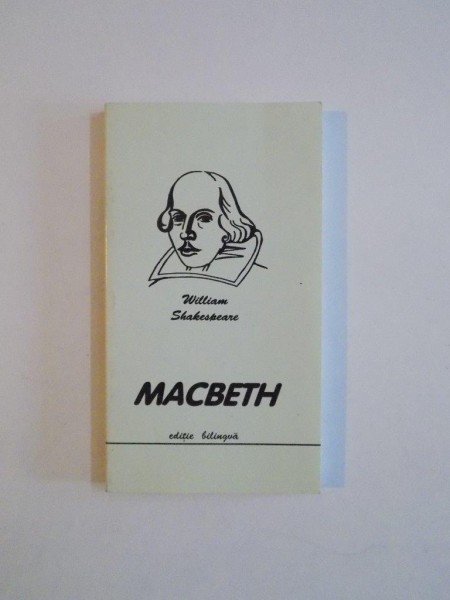 William
Shakespeare
MACBETH
ediție bilingvă